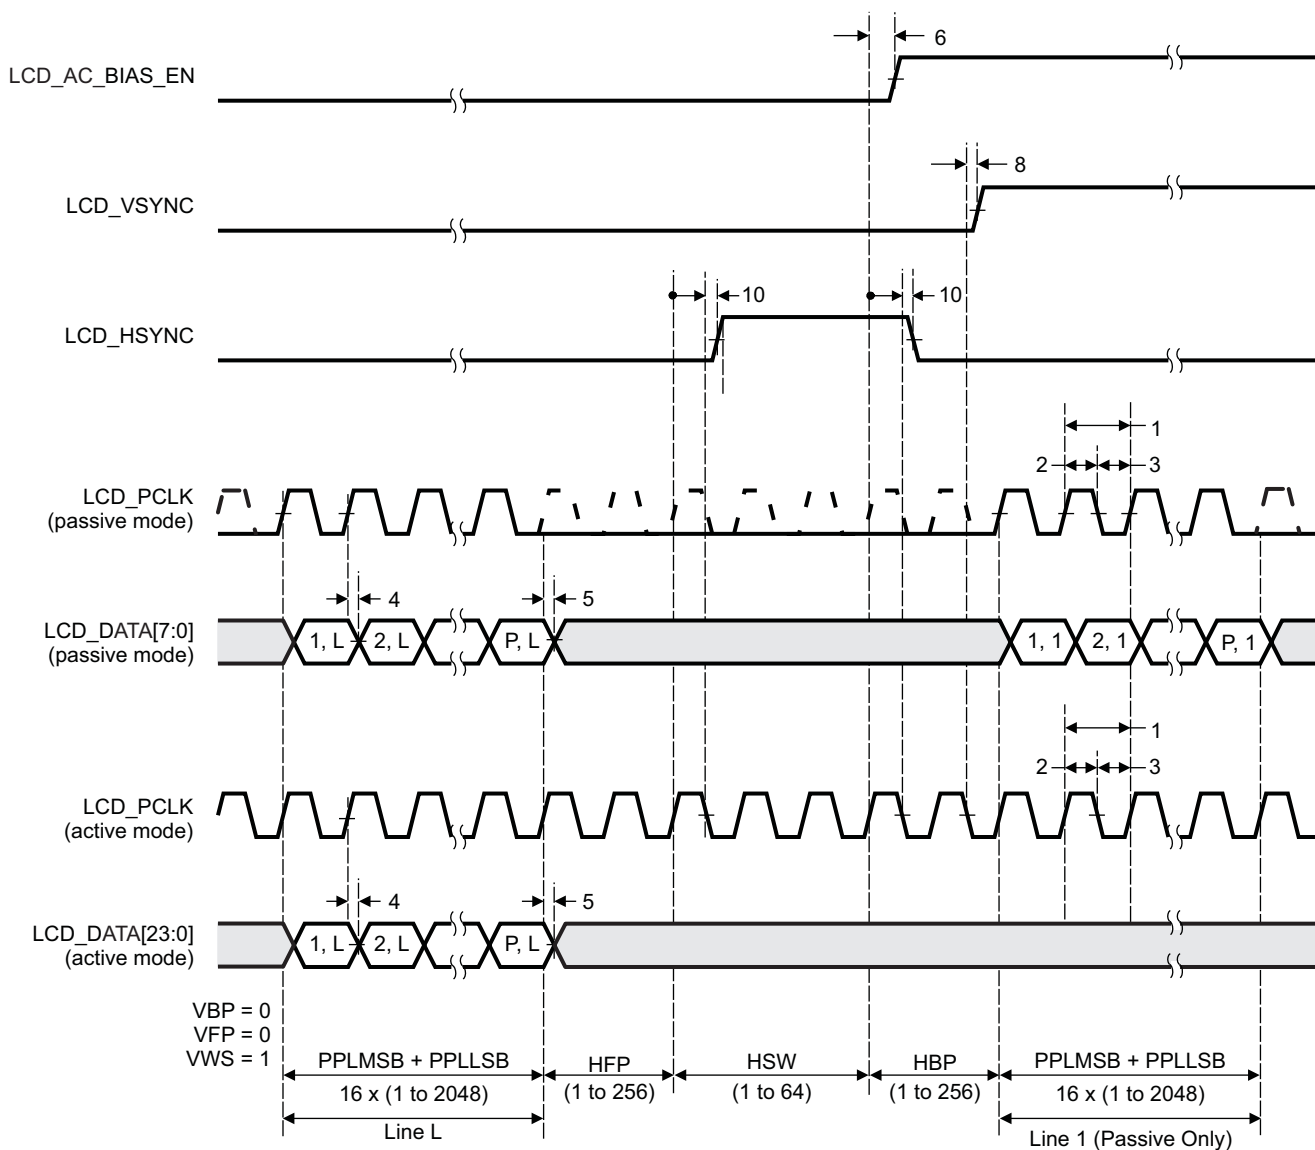 6
LCD_AC_BIAS_EN
8
LCD_VSYNC
10
10
LCD_HSYNC
1
2
3
LCD_PCLK
(passive mode)
4
5
LCD_DATA[7:0]
(passive mode)
1, L
2, L
P, L
1, 1
2, 1
P, 1
1
2
3
LCD_PCLK
(active mode)
4
5
LCD_DATA[23:0]
(active mode)
1, L
2, L
P, L
VBP = 0
VFP = 0
VWS = 1
PPLMSB + PPLLSB
16 x (1 to 2048)
Line L
HFP
(1 to 256)
HSW
(1 to 64)
HBP
(1 to 256)
PPLMSB + PPLLSB
16 x (1 to 2048)
Line 1 (Passive Only)